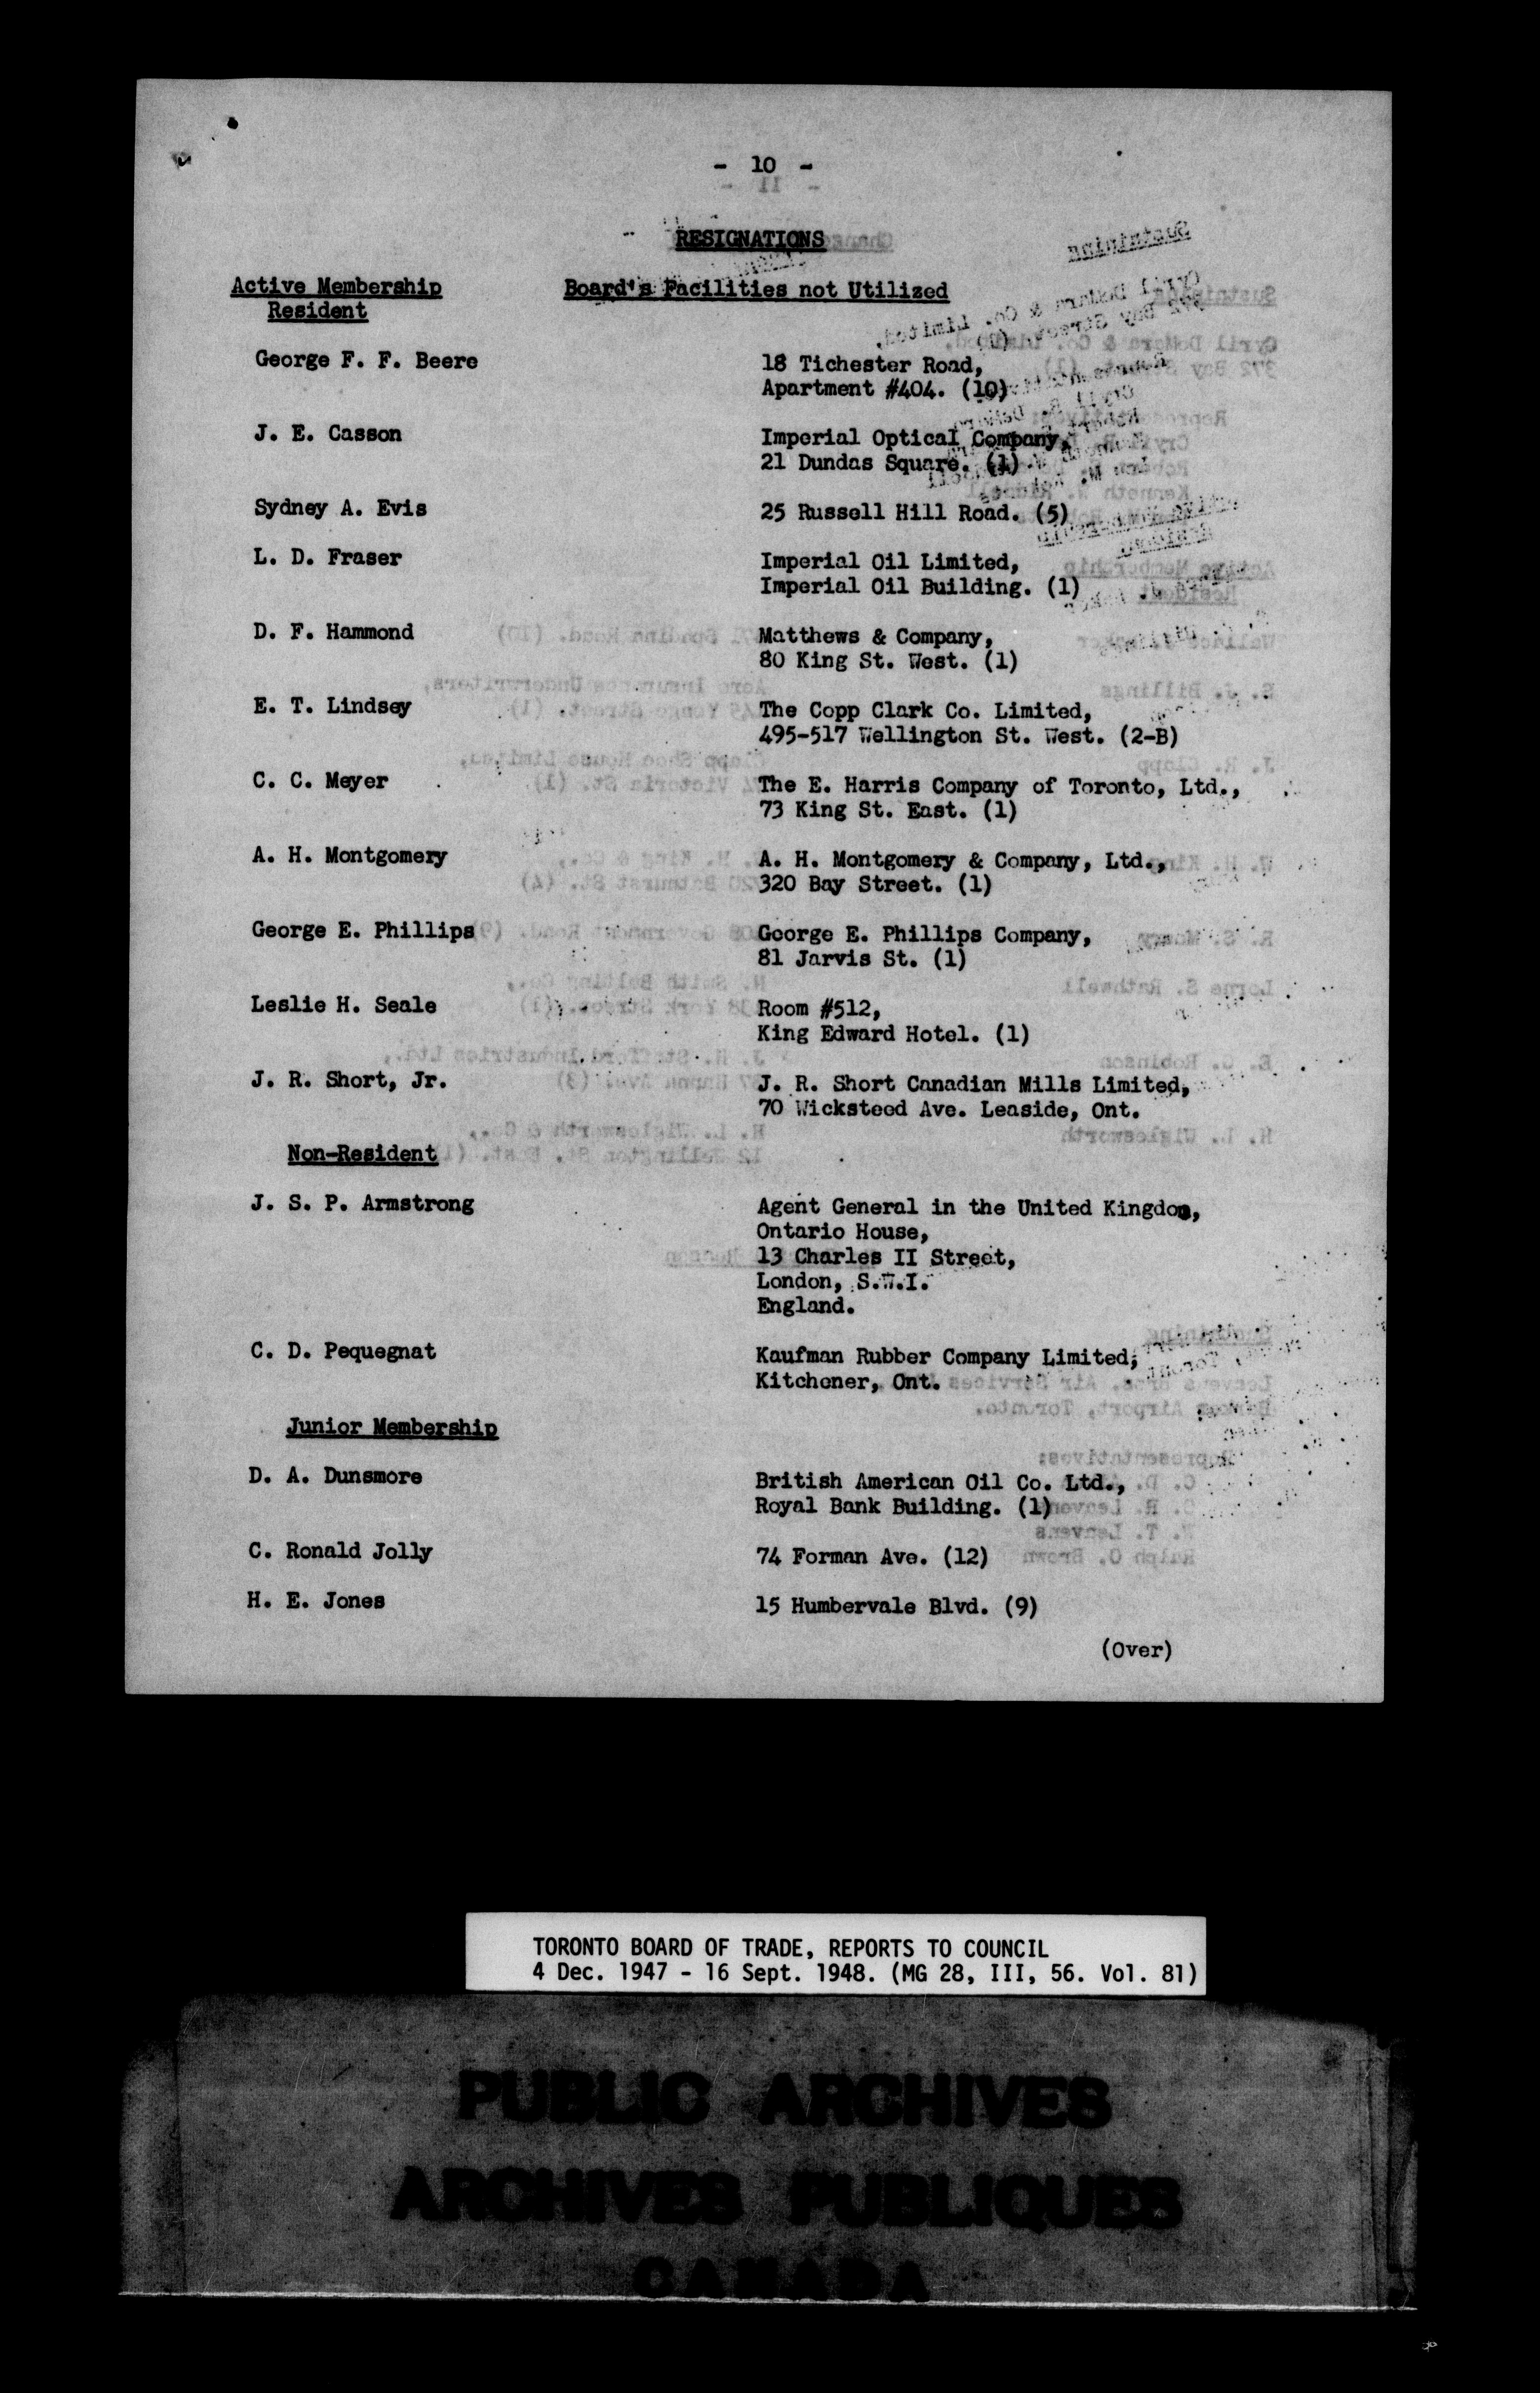 - 10 -
RESIGNATIONS
Active Membership
Resident
Board's Facilities not Utilized
George F. F. Beere
18 Tichester Road,
Apartment #404. (10)
J. E. Casson
Imperial Optical Company,
21 Dundas Square. (1)
Sydney A. Evis
25 Russell Hill Road. (5)
L. D. Fraser
Imperial Oil Limited,
Imperial Oil Building. (1)
D. F. Hammond
Matthews & Company,
80 King St. West. (1)
E. T. Lindsey
The Copp Clark Co. Limited,
495-517 Wellington St. West. (2-B)
C. C. Meyer
The E. Harris Company of Toronto, Ltd.,
73 King St. East. (1)
A. H. Montgomery
A. H. Montgomery & Company, Ltd.,
320 Bay Street. (1)
George E. Phillips
George E. Phillips Company,
81 Jarvis St. (1)
Leslie H. Seale
Room #512,
King Edward Hotel. (1)
J. R. Short, Jr.
J. R. Short Canadian Mills Limited,
70 Wicksteed Ave. Leaside, Ont.
Non-Resident
J. S. P. Armstrong
Agent General in the United Kingdom,
Ontario House,
13 Charles II Street,
London, S.W.I.
England.
C. D. Pequegnat
Kaufman Rubber Company Limited,
Kitchener, Ont.
Junior Membership
D. A. Dunsmore
British American Oil Co. Ltd.,
Royal Bank Building. (1)
C. Ronald Jolly
74 Forman Ave. (12)
H. E. Jones
15 Humbervale Blvd. (9)
(Over)
TORONTO BOARD OF TRADE, REPORTS TO COUNCIL
4 Dec. 1947 - 16 Sept. 1948. (MG 28, III, 56. Vol. 81)
PUBLIC ARCHIVES
ARCHIVES PUBLIQUES
CANADA